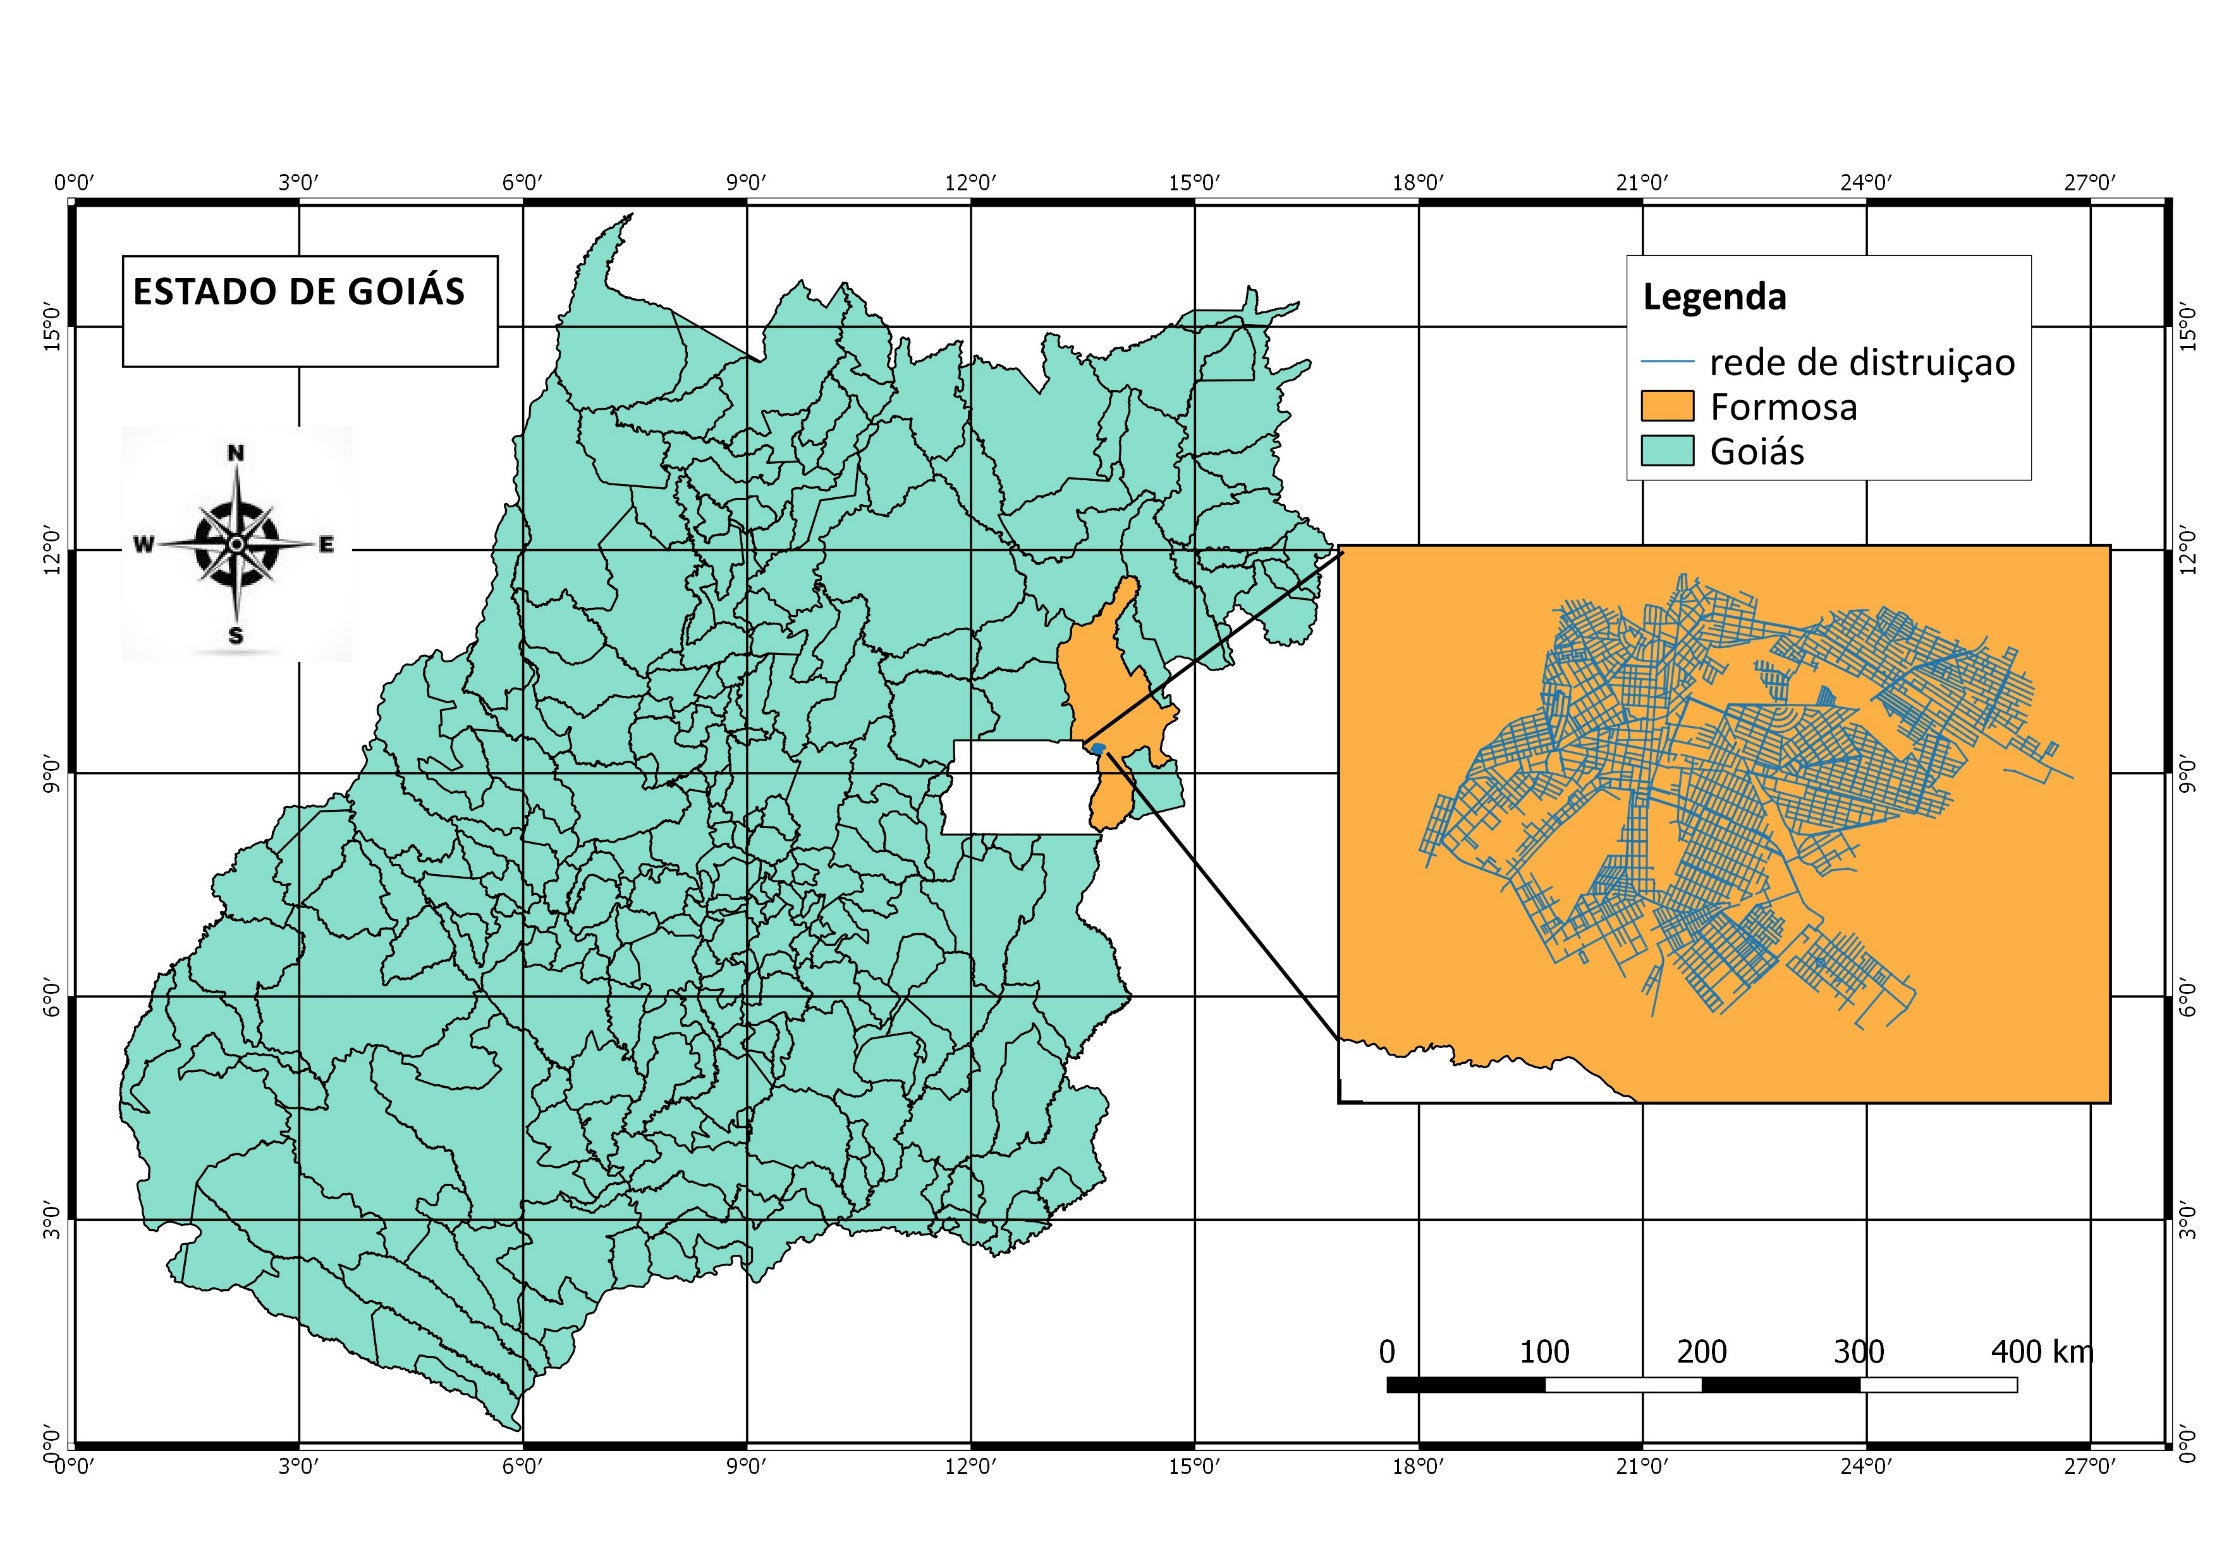 0°0′ 3°0′ 6°0′ 9°0′ 12°0′ 15°0′ 18°0′ 21°0′ 24°0′ 27°0′
ESTADO DE GOIÁS
Legenda
rede de distruiçao
Formosa
Goiás
N
W E
S
15°0′ 15°0′
12°0′ 12°0′
9°0′ 9°0′
6°0′ 6°0′
3°0′ 3°0′
0°0′ 0°0′
0 100 200 300 400 km
0°0′ 3°0′ 6°0′ 9°0′ 12°0′ 15°0′ 18°0′ 21°0′ 24°0′ 27°0′